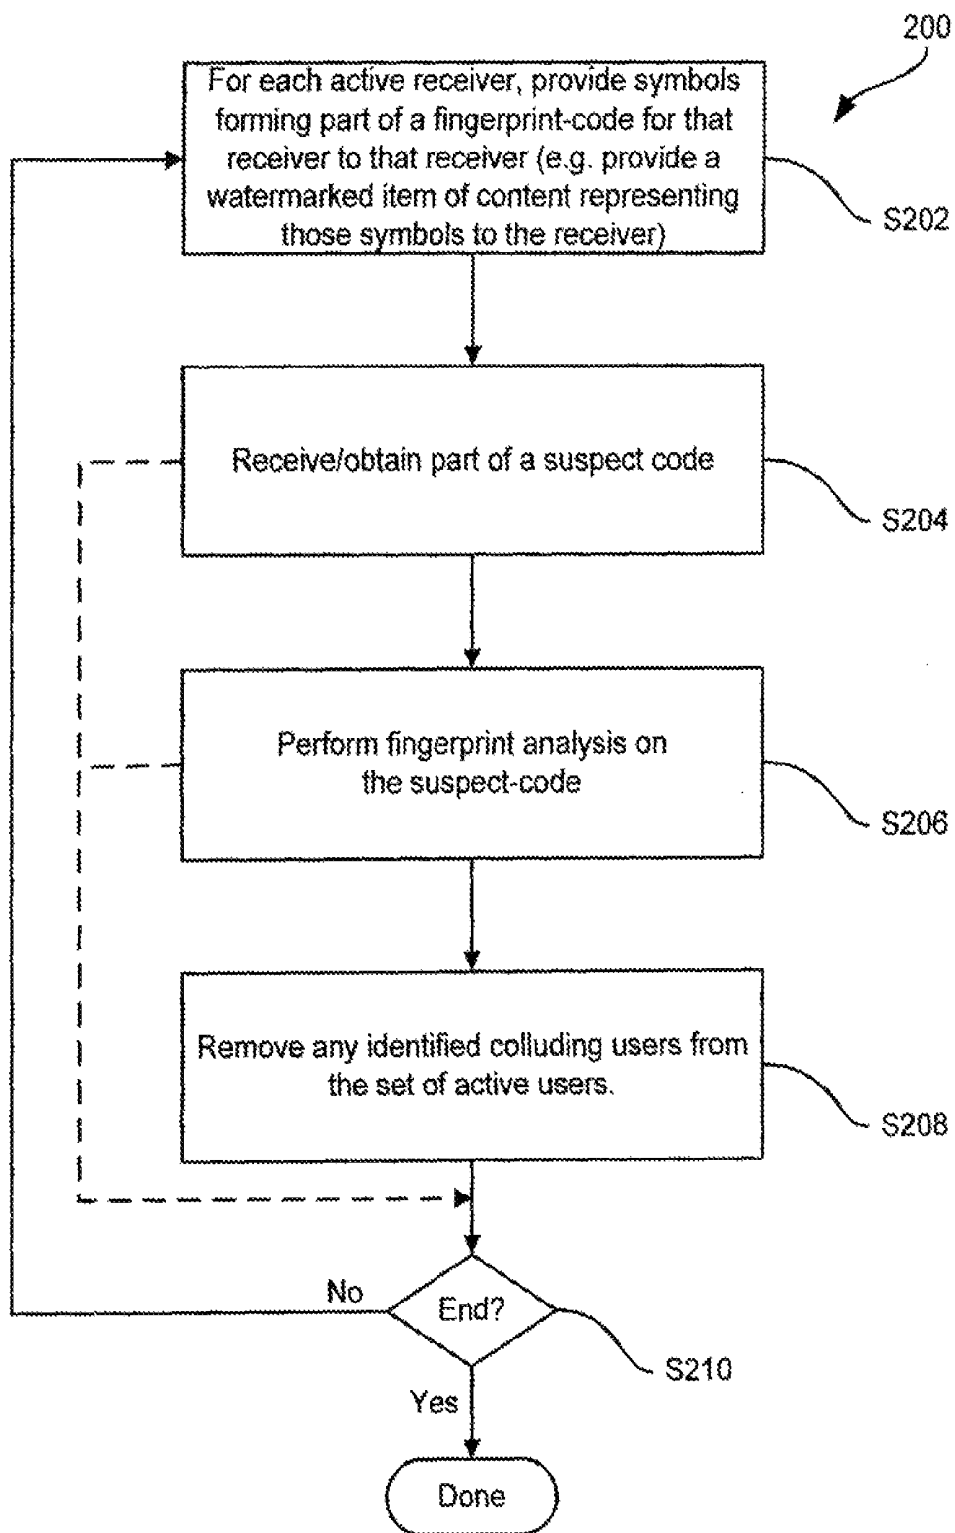 200
For each active receiver, provide symbols
forming part of a fingerprint-code for that
receiver to that receiver (e.g. provide a
watermarked item of content representing
those symbols to the receiver)
S202
Receive/obtain part of a suspect code
S204
Perform fingerprint analysis on
the suspect-code
S206
Remove any identified colluding users from
the set of active users.
S208
No
End?
S210
Yes
Done